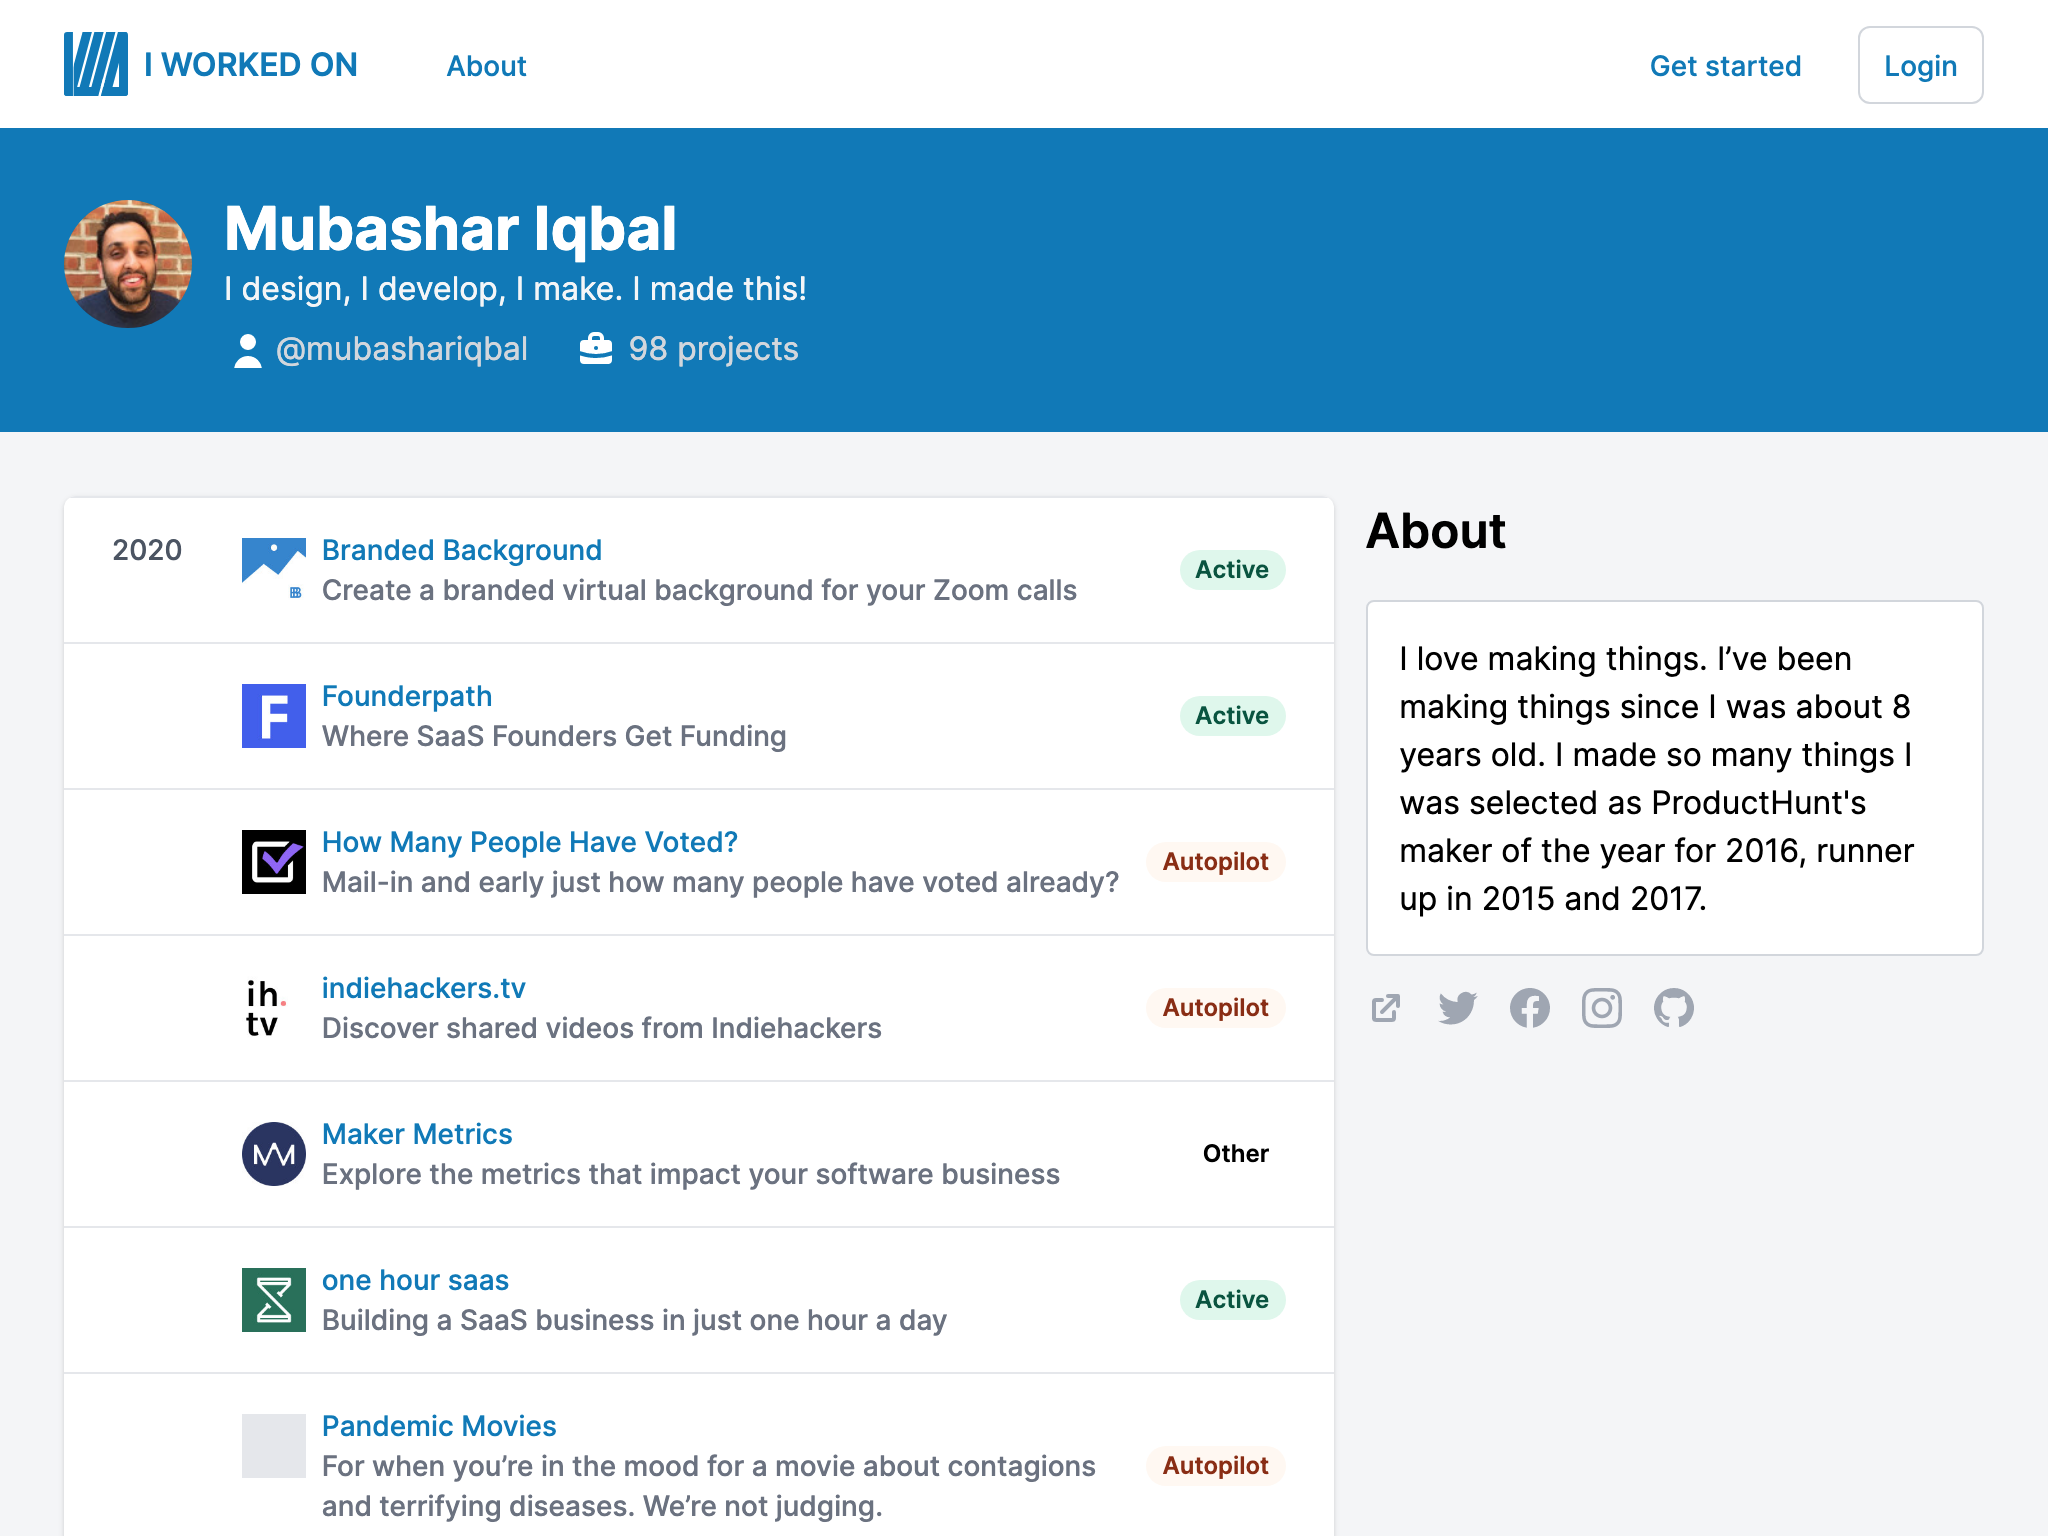 I WORKED ON
About
Get started
Login
Mubashar Iqbal
I design, I develop, I make. I made this!
@mubashariqbal
98 projects
2020
Branded Background
Create a branded virtual background for your Zoom calls
Active
F
Founderpath
Where SaaS Founders Get Funding
Active
How Many People Have Voted?
Mail-in and early just how many people have voted already?
Autopilot
ih.
tv
indiehackers.tv
Discover shared videos from Indiehackers
Autopilot
Maker Metrics
Explore the metrics that impact your software business
Other
one hour saas
Building a SaaS business in just one hour a day
Active
Pandemic Movies
For when you’re in the mood for a movie about contagions
and terrifying diseases. We’re not judging.
Autopilot
About
I love making things. I’ve been
making things since I was about 8
years old. I made so many things I
was selected as ProductHunt's
maker of the year for 2016, runner
up in 2015 and 2017.